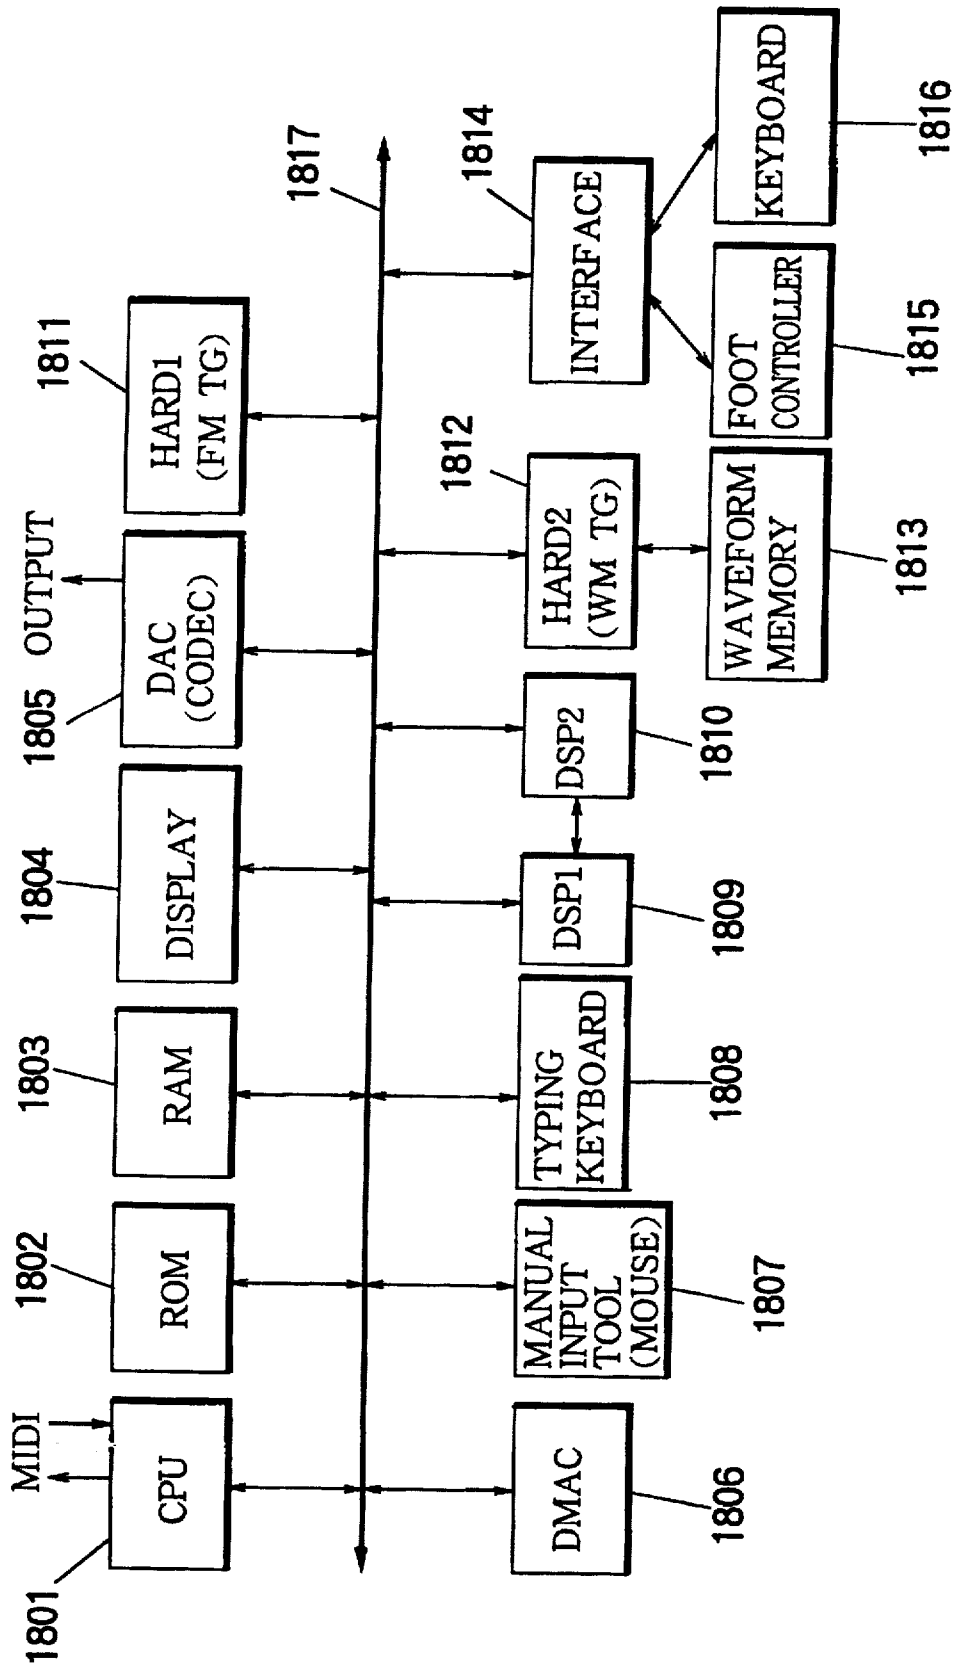 MIDI
OUTPUT
1801
1802
1803
1804
1805
1811
CPU
ROM
RAM
DISPLAY
DAC
(CODEC)
HARD1
(FM TG)
1817
DMAC
MANUAL
INPUT
TOOL
(MOUSE)
TYPING
KEYBOARD
DSP1
DSP2
HARD2
(WM TG)
1812
INTERFACE
1814
1806
1807
1808
1809
1810
WAVEFORM
MEMORY
1813
FOOT
CONTROLLER
1815
KEYBOARD
1816